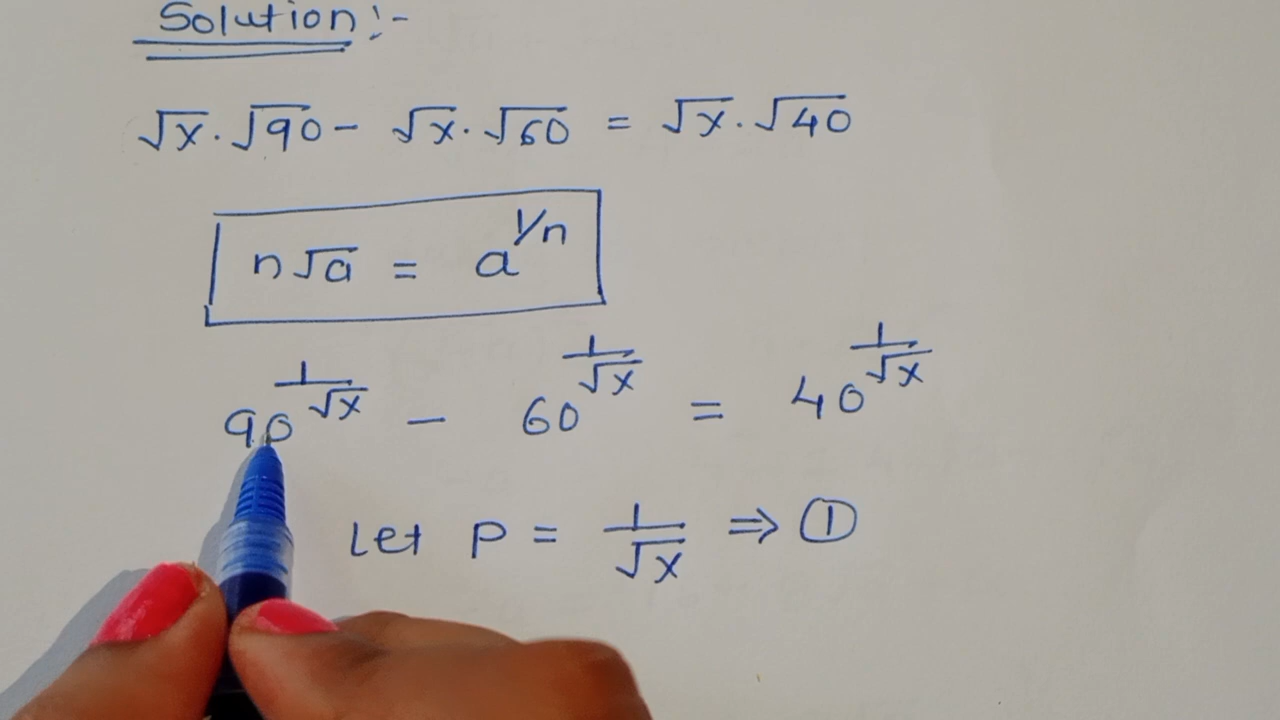 Solution :-
√x . √90 - √x . √60 = √x . √40
n√a = a^1/n
90^1/√x - 60^1/√x = 40^1/√x
Let P = 1/√x ⇒ ①